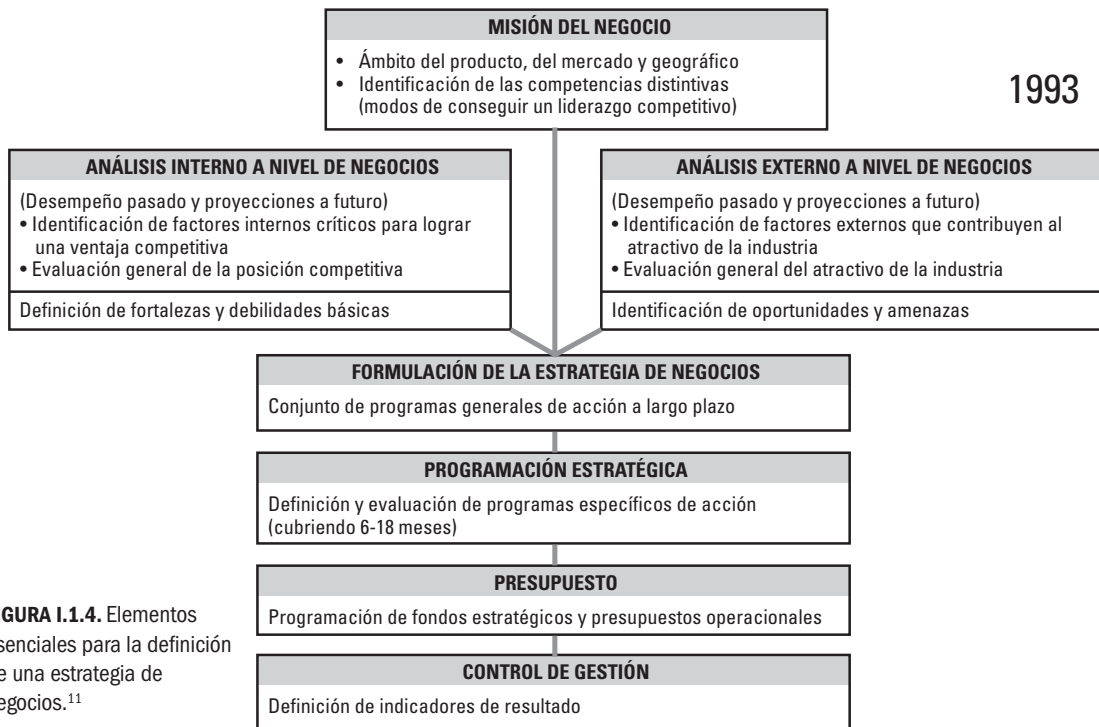 MISIÓN DEL NEGOCIO
• Ámbito del producto, del mercado y geográfico
• Identificación de las competencias distintivas
(modos de conseguir un liderazgo competitivo)
1993
ANÁLISIS INTERNO A NIVEL DE NEGOCIOS
(Desempeño pasado y proyecciones a futuro)
• Identificación de factores internos críticos para lograr
una ventaja competitiva
• Evaluación general de la posición competitiva
Definición de fortalezas y debilidades básicas
ANÁLISIS EXTERNO A NIVEL DE NEGOCIOS
(Desempeño pasado y proyecciones a futuro)
• Identificación de factores externos que contribuyen al
atractivo de la industria
• Evaluación general del atractivo de la industria
Identificación de oportunidades y amenazas
FORMULACIÓN DE LA ESTRATEGIA DE NEGOCIOS
Conjunto de programas generales de acción a largo plazo
PROGRAMACIÓN ESTRATÉGICA
Definición y evaluación de programas específicos de acción
(cubriendo 6-18 meses)
PRESUPUESTO
Programación de fondos estratégicos y presupuestos operacionales
CONTROL DE GESTIÓN
Definición de indicadores de resultado
IGURA I.1.4. Elementos
senciales para la definición
e una estrategia de
egocios.11